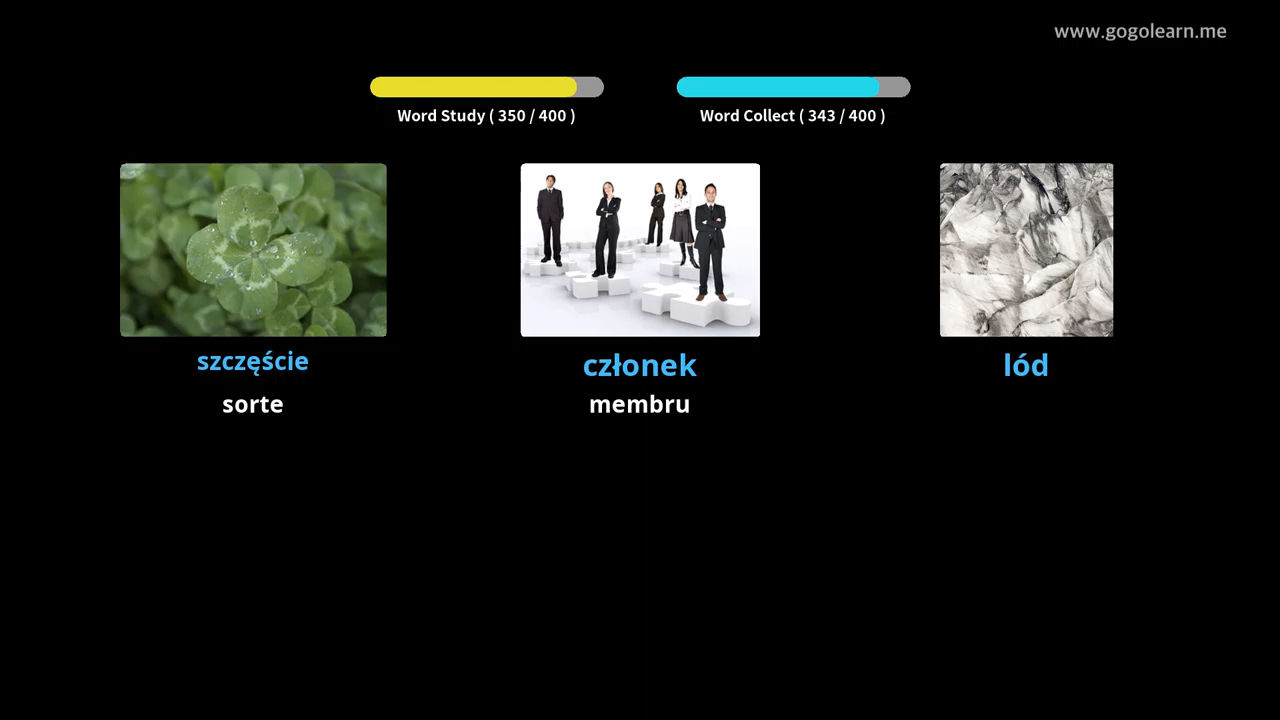 www.gogolearn.me
Word Study ( 350 / 400 )
Word Collect ( 343 / 400 )
szczęście
członek
lód
sorte
membru